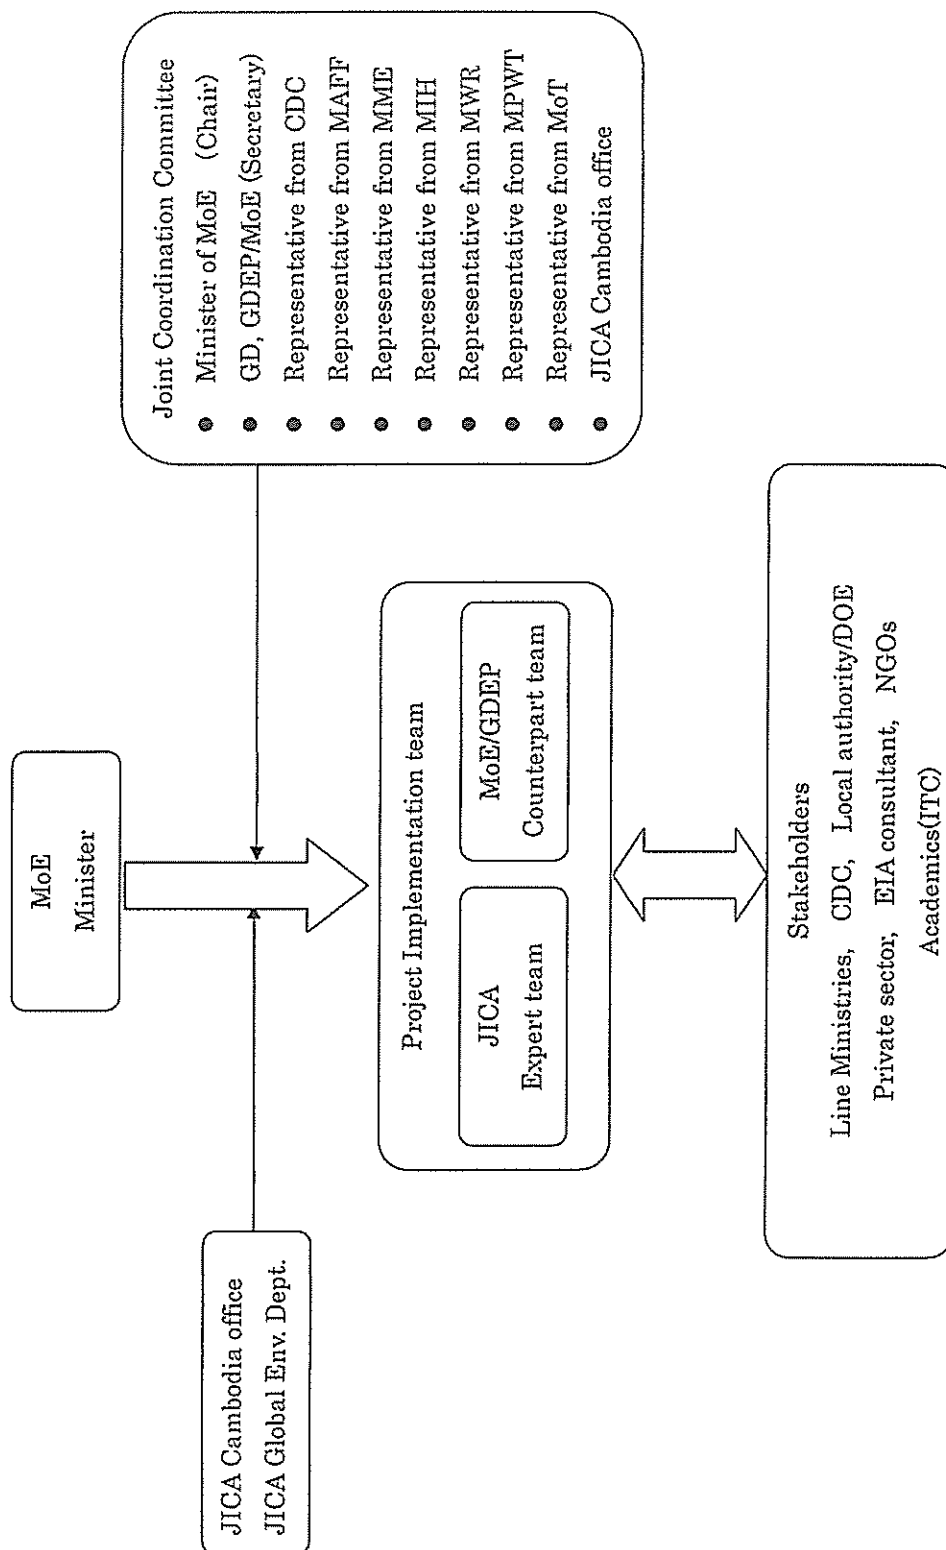 MoE
Minister
JICA Cambodia office
JICA Global Env. Dept.
Joint Coordination Committee
● Minister of MoE (Chair)
● GD, GDEP/MoE (Secretary)
● Representative from CDC
● Representative from MAFF
● Representative from MME
● Representative from MIH
● Representative from MWR
● Representative from MPWT
● Representative from MoT
● JICA Cambodia office
Project Implementation team
JICA
Expert team
MoE/GDEP
Counterpart team
Stakeholders
Line Ministries, CDC, Local authority/DOE
Private sector, EIA consultant, NGOs
Academics(ITC)